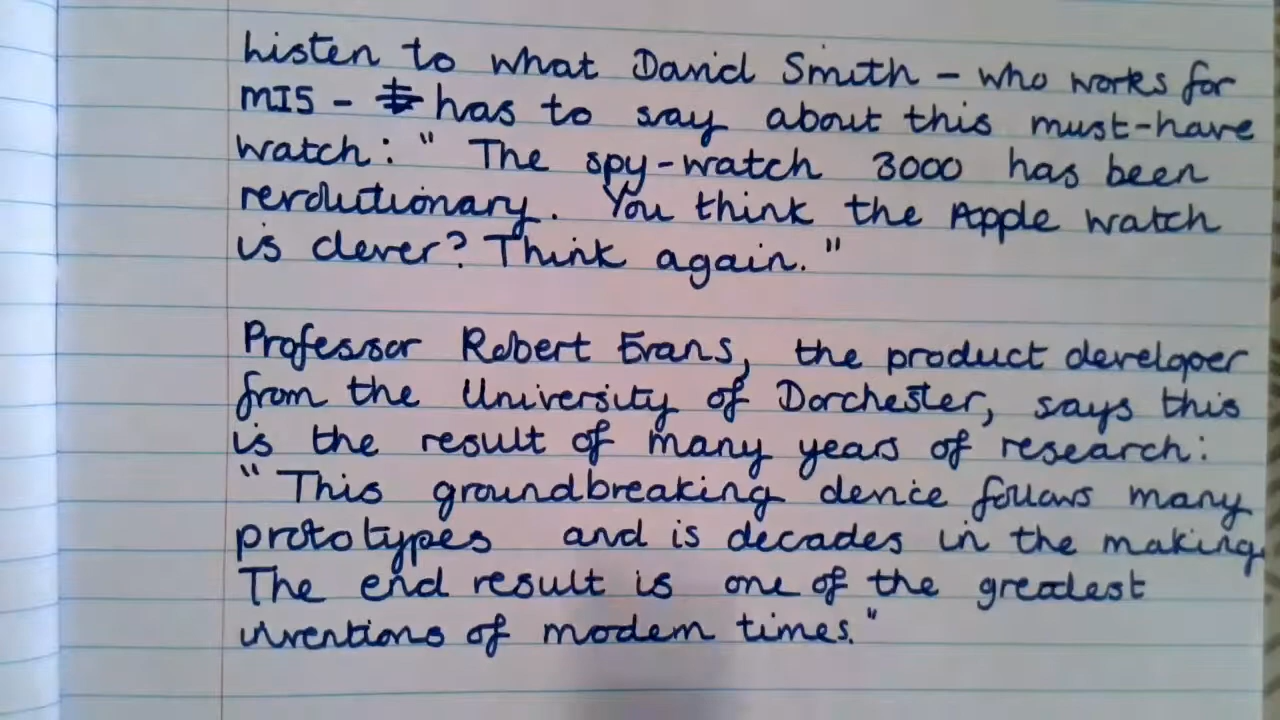 Listen to what David Smith - who works for
MI5 - has to say about this must-have
watch: " The spy-watch 3000 has been
revolutionary. You think the Apple watch
is clever? Think again."
Professor Robert Evans, the product developer
from the University of Dorchester, says this
is the result of many years of research:
"This groundbreaking device follows many
prototypes and is decades in the making.
The end result is one of the greatest
inventions of modern times."